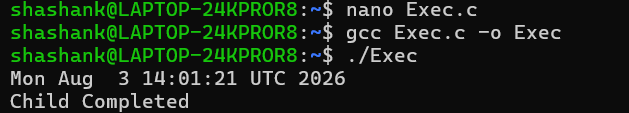 shashank@LAPTOP-24KPROR8:~$ nano Exec.c
shashank@LAPTOP-24KPROR8:~$ gcc Exec.c -o Exec
shashank@LAPTOP-24KPROR8:~$ ./Exec
Mon Aug  3 14:01:21 UTC 2026
Child Completed